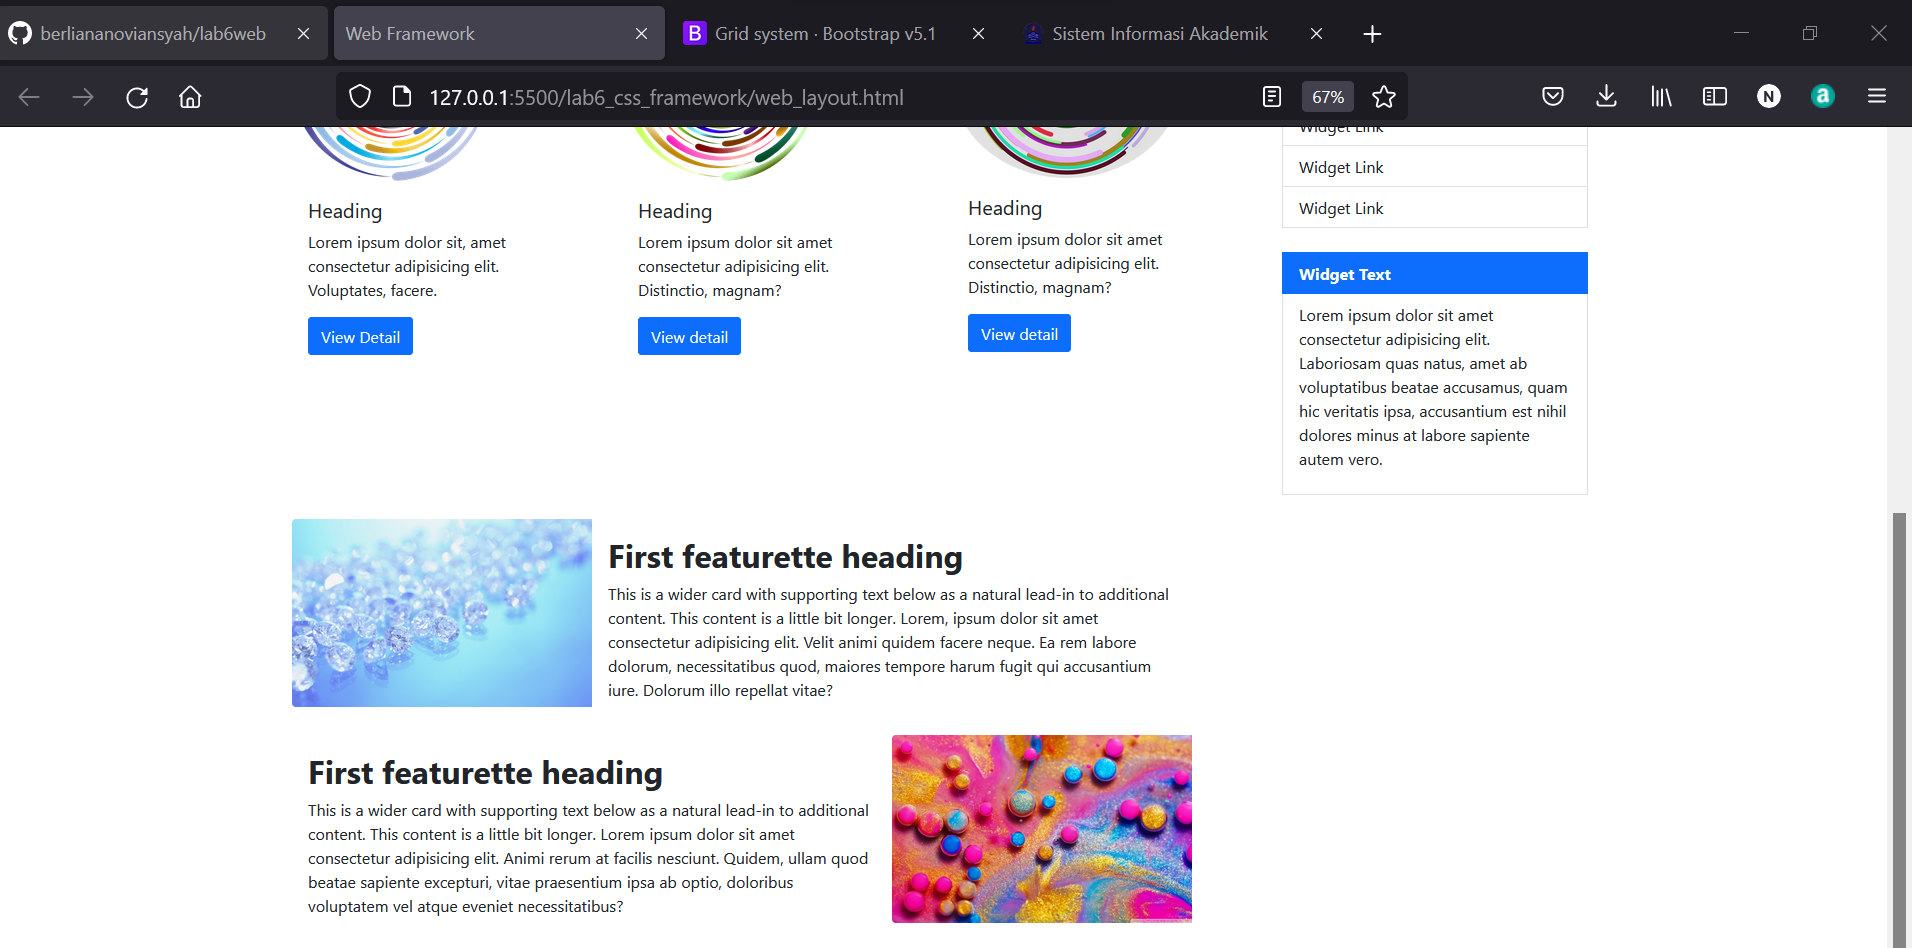 berliananoviansyah/lab6web
Web Framework
B Grid system · Bootstrap v5.1
Sistem Informasi Akademik
127.0.0.1:5500/lab6_css_framework/web_layout.html
67%
N
a
Widget Link
Widget Link
Widget Link
Heading
Lorem ipsum dolor sit, amet
consectetur adipisicing elit.
Voluptates, facere.
View Detail
Heading
Lorem ipsum dolor sit amet
consectetur adipisicing elit.
Distinctio, magnam?
View detail
Heading
Lorem ipsum dolor sit amet
consectetur adipisicing elit.
Distinctio, magnam?
View detail
Widget Text
Lorem ipsum dolor sit amet
consectetur adipisicing elit.
Laboriosam quas natus, amet ab
voluptatibus beatae accusamus, quam
hic veritatis ipsa, accusantium est nihil
dolores minus at labore sapiente
autem vero.
First featurette heading
This is a wider card with supporting text below as a natural lead-in to additional
content. This content is a little bit longer. Lorem, ipsum dolor sit amet
consectetur adipisicing elit. Velit animi quidem facere neque. Ea rem labore
dolorum, necessitatibus quod, maiores tempore harum fugit qui accusantium
iure. Dolorum illo repellat vitae?
First featurette heading
This is a wider card with supporting text below as a natural lead-in to additional
content. This content is a little bit longer. Lorem ipsum dolor sit amet
consectetur adipisicing elit. Animi rerum at facilis nesciunt. Quidem, ullam quod
beatae sapiente excepturi, vitae praesentium ipsa ab optio, doloribus
voluptatem vel atque eveniet necessitatibus?